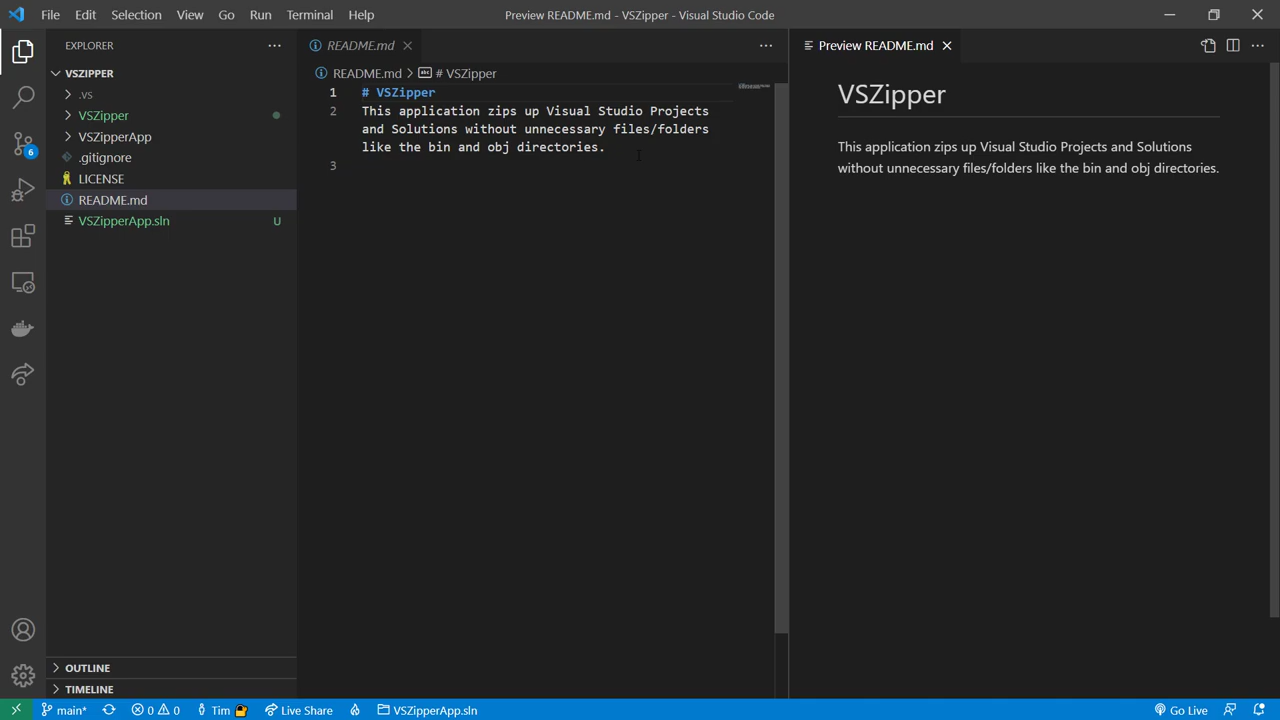 File Edit Selection View Go Run Terminal Help
Preview README.md - VSZipper - Visual Studio Code
EXPLORER
VSZIPPER
.vs
VSZipper
VSZipperApp
.gitignore
LICENSE
README.md
VSZipperApp.sln U
6
OUTLINE
TIMELINE
README.md
README.md > # VSZipper
1 # VSZipper
2 This application zips up Visual Studio Projects
and Solutions without unnecessary files/folders
like the bin and obj directories.
3
Preview README.md
VSZipper
This application zips up Visual Studio Projects and Solutions
without unnecessary files/folders like the bin and obj directories.
main* 0 0 Tim Live Share VSZipperApp.sln Go Live